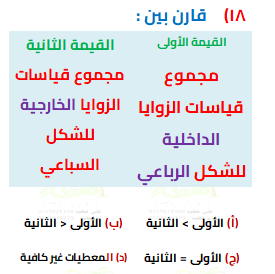 ١٨) قارن بين :
القيمة الأولى
القيمة الثانية
مجموع
قياسات الزوايا
الداخلية
للشكل الرباعي
مجموع قياسات
الزوايا الخارجية
للشكل
السباعي
(أ) الأولى > الثانية
(ب) الأولى < الثانية
(ج) الأولى = الثانية
(د) المعطيات غير كافية